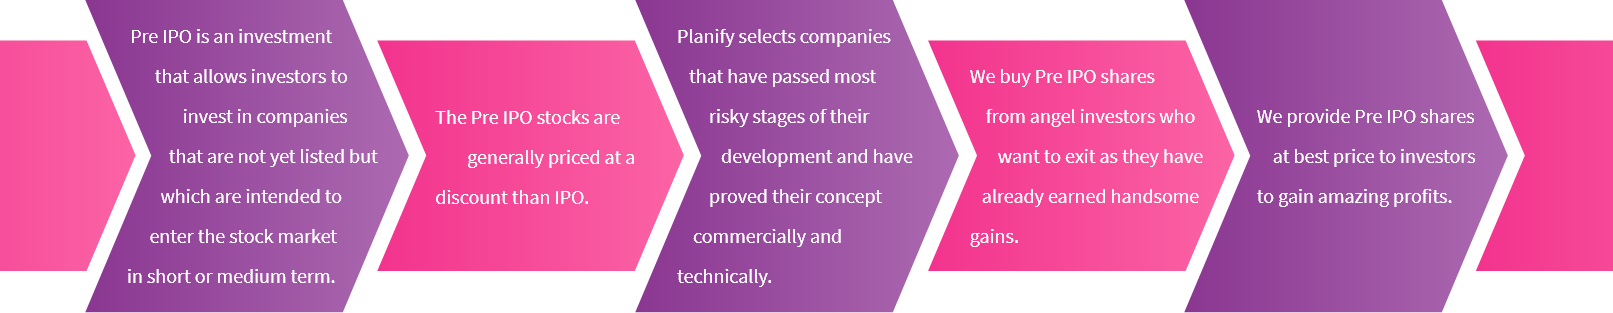 Pre IPO is an investment
that allows investors to
invest in companies
that are not yet listed but
which are intended to
enter the stock market
in short or medium term.
The Pre IPO stocks are
generally priced at a
discount than IPO.
Planify selects companies
that have passed most
risky stages of their
development and have
proved their concept
commercially and
technically.
We buy Pre IPO shares
from angel investors who
want to exit as they have
already earned handsome
gains.
We provide Pre IPO shares
at best price to investors
to gain amazing profits.